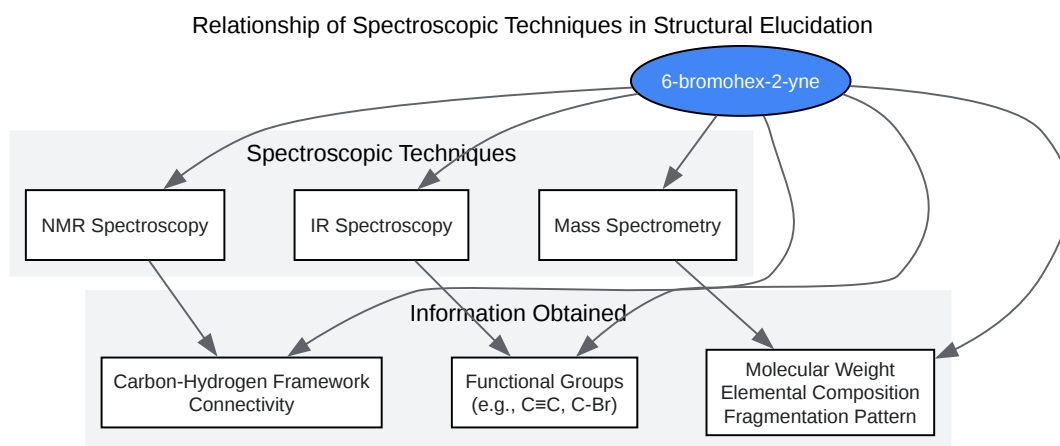 Relationship of Spectroscopic Techniques in Structural Elucidation
6-bromohex-2-yne
Spectroscopic Techniques
NMR Spectroscopy
IR Spectroscopy
Mass Spectrometry
Information Obtained
Carbon-Hydrogen Framework
Connectivity
Functional Groups
(e.g., C≡C, C-Br)
Molecular Weight
Elemental Composition
Fragmentation Pattern